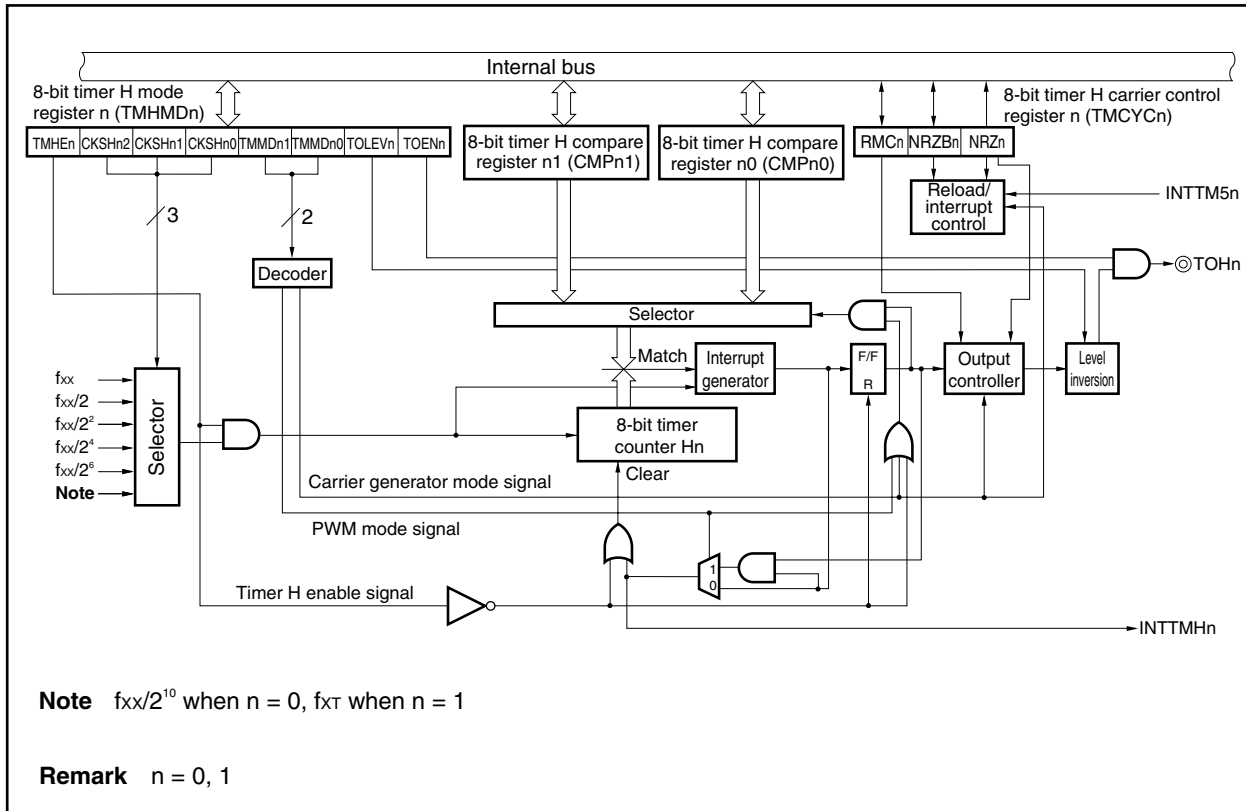 Internal bus
8-bit timer H mode
register n (TMHMDn)
8-bit timer H carrier control
register n (TMCYCn)
TMHEn CKSHn2 CKSHn1 CKSHn0 TMMDn1 TMMDn0 TOLEVn TOENn
8-bit timer H compare
register n1 (CMPn1)
8-bit timer H compare
register n0 (CMPn0)
RMCn NRZBn NRZn
Reload/
interrupt
control
INTTM5n
3
2
Decoder
TOHn
Selector
Match
Interrupt
generator
F/F
R
Output
controller
Level
inversion
fXX
fXX/2
fXX/2²
fXX/2⁴
fXX/2⁶
Note
Selector
8-bit timer
counter Hn
Clear
Carrier generator mode signal
PWM mode signal
1
0
Timer H enable signal
INTTMHn
Note fXX/2¹⁰ when n = 0, fXT when n = 1
Remark n = 0, 1